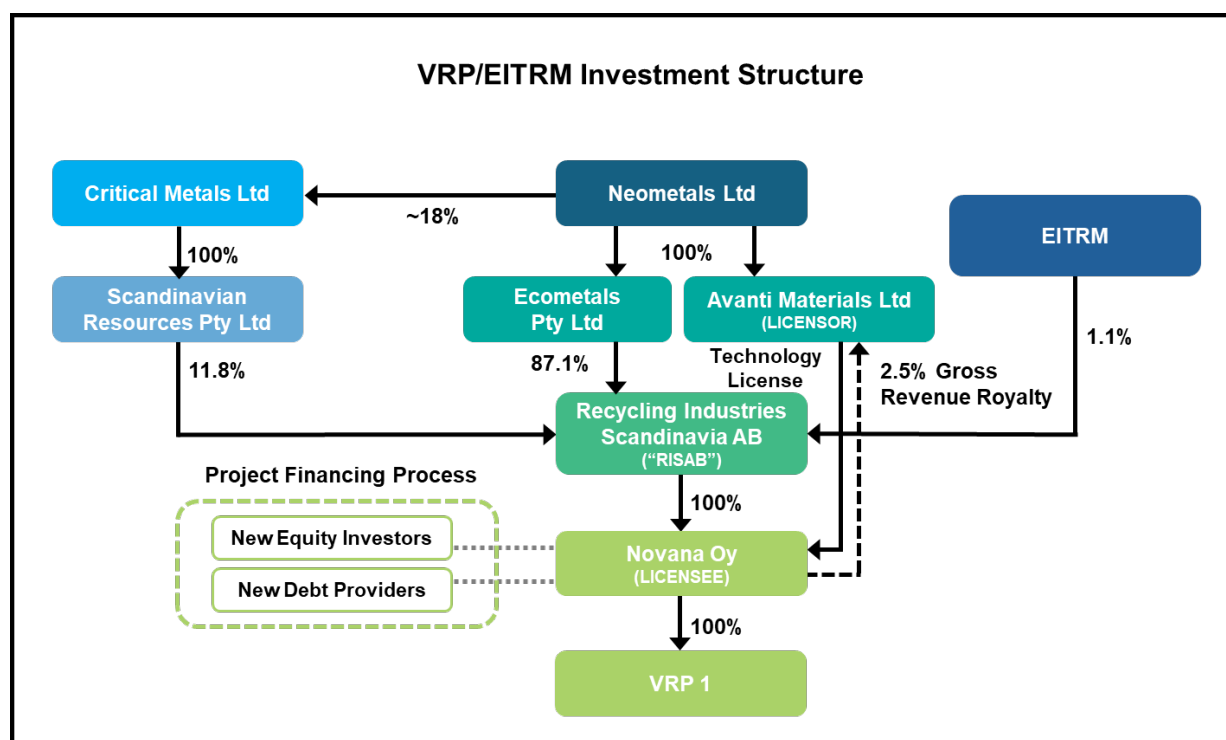 VRP/EITRM Investment Structure
Critical Metals Ltd
Neometals Ltd
EITRM
~18%
100%
100%
Scandinavian
Resources Pty Ltd
Ecometals
Pty Ltd
Avanti Materials Ltd
(LICENSOR)
11.8%
87.1%
Technology
License
2.5% Gross
Revenue Royalty
1.1%
Recycling Industries
Scandinavia AB
(“RISAB”)
Project Financing Process
100%
New Equity Investors
New Debt Providers
Novana Oy
(LICENSEE)
100%
VRP 1